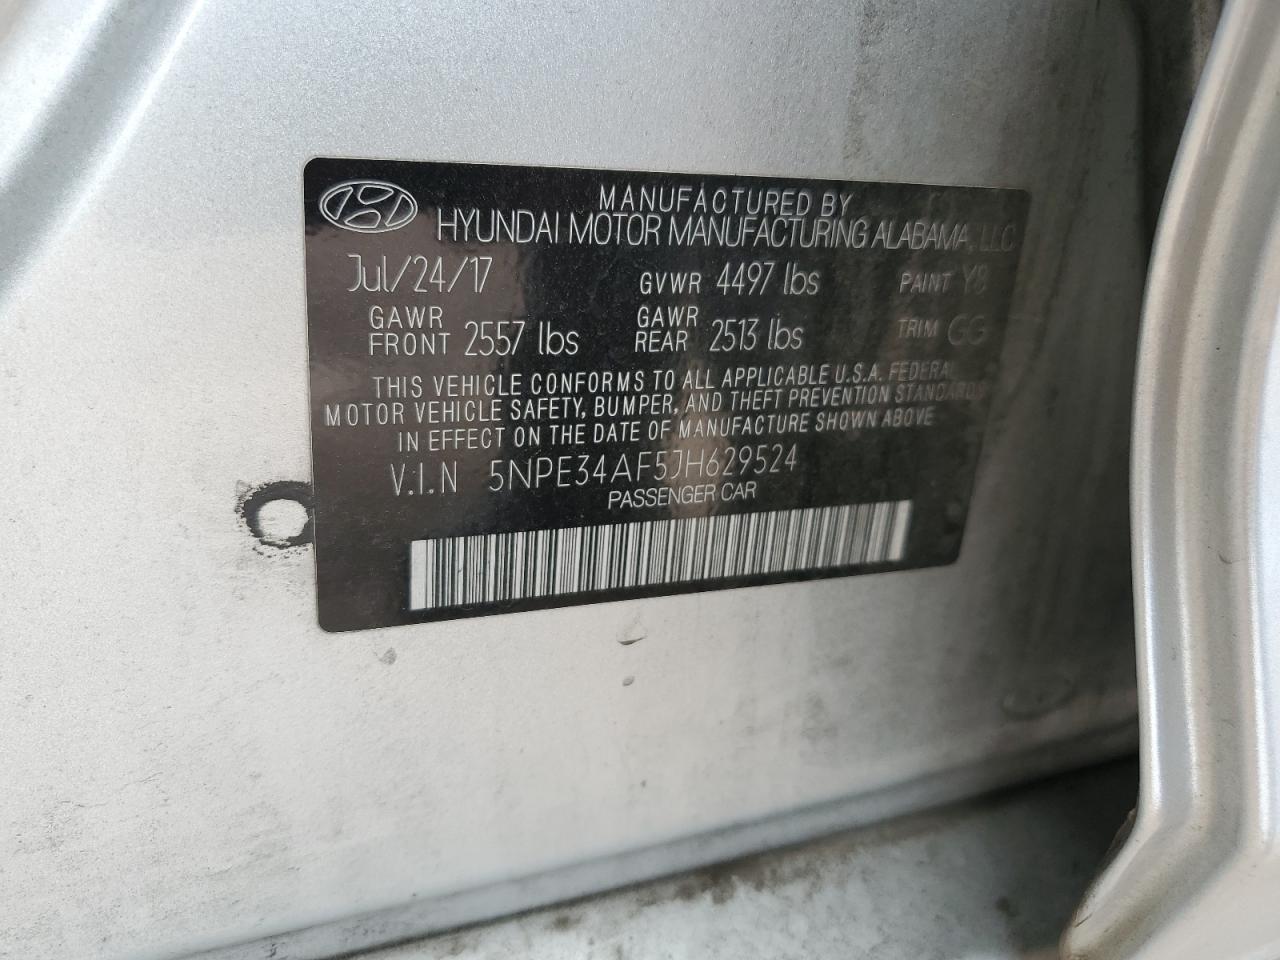 MANUFACTURED BY
HYUNDAI MOTOR MANUFACTURING ALABAMA, LLC
Jul/24/17 GVWR 4497 lbs PAINT Y8
GAWR FRONT 2557 lbs GAWR REAR 2513 lbs TRIM GG
THIS VEHICLE CONFORMS TO ALL APPLICABLE U.S.A. FEDERAL
MOTOR VEHICLE SAFETY, BUMPER, AND THEFT PREVENTION STANDARDS
IN EFFECT ON THE DATE OF MANUFACTURE SHOWN ABOVE
V.I.N 5NPE34AF5JH629524
PASSENGER CAR